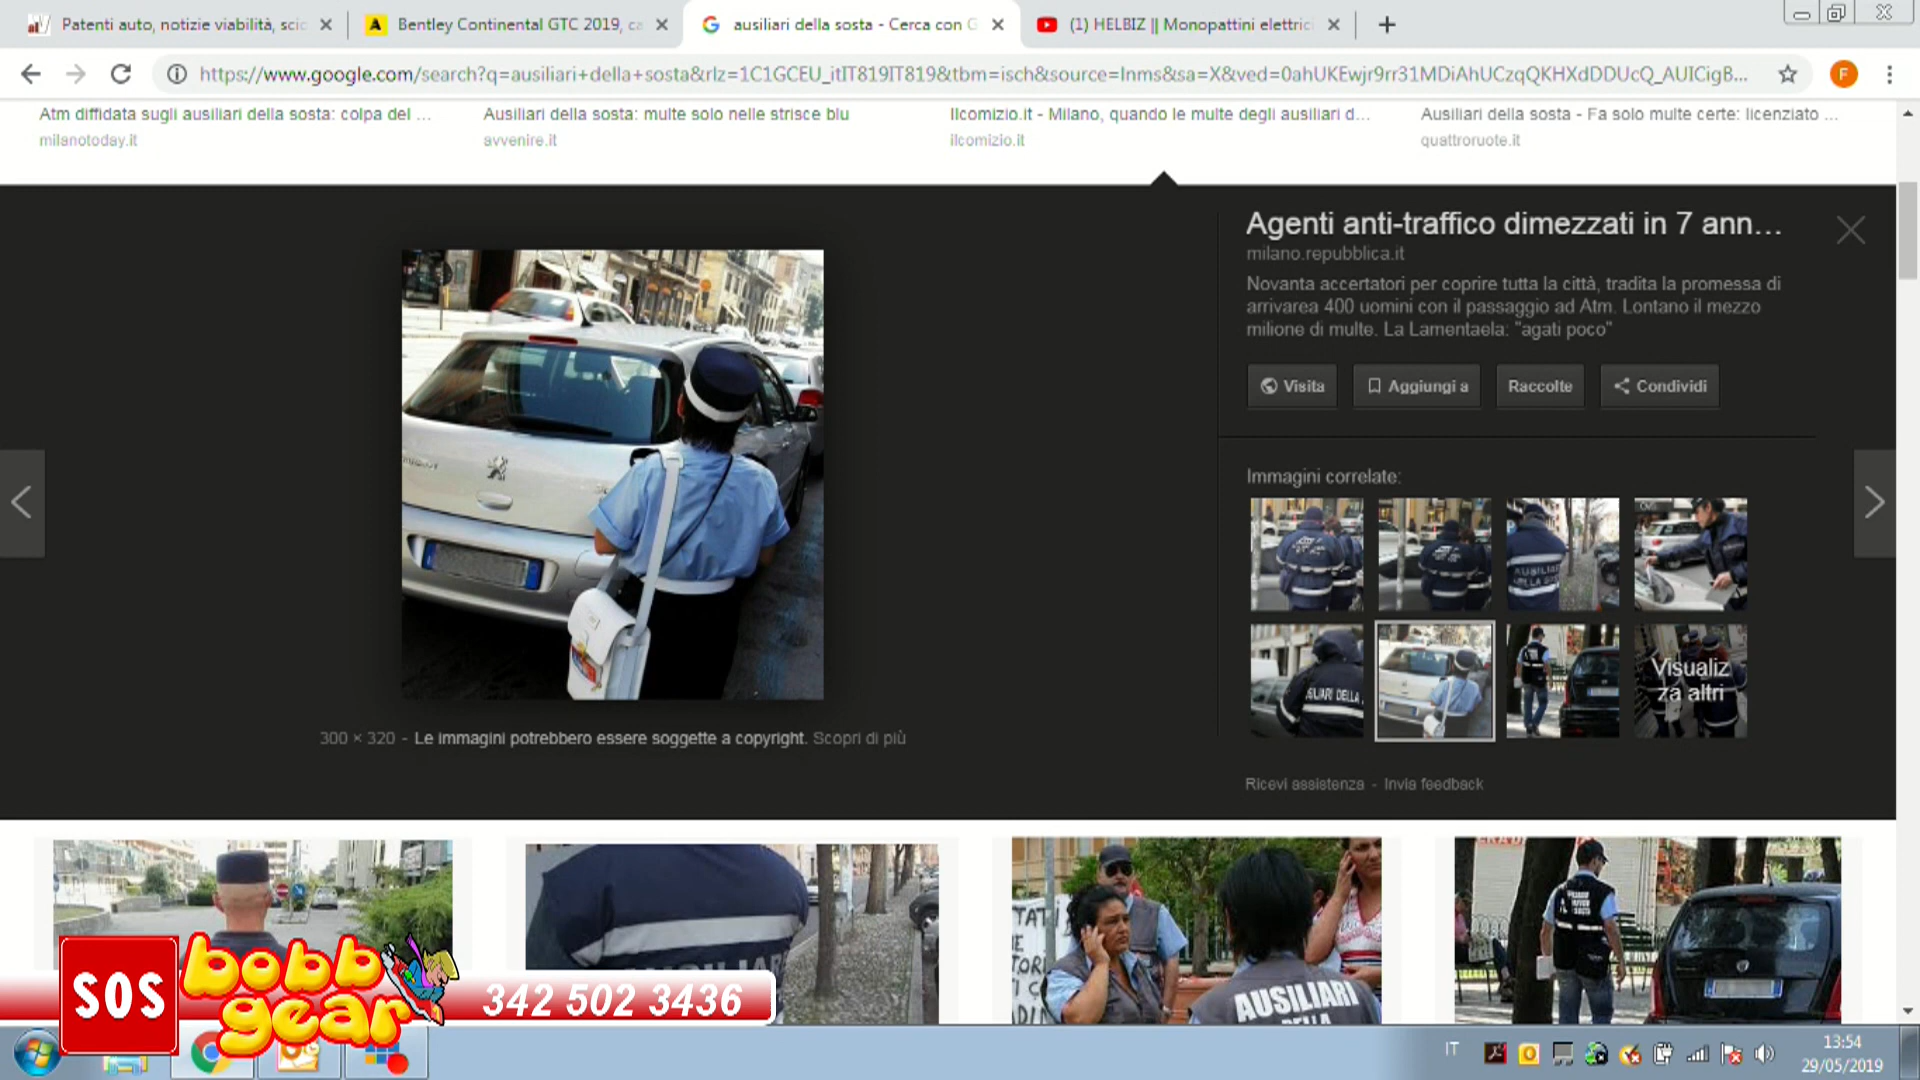 Patenti auto, notizie viabilità, scio
Bentley Continental GTC 2019, ca
ausiliari della sosta - Cerca con G
(1) HELBIZ || Monopattini elettric
https://www.google.com/search?q=ausiliari+della+sosta&rlz=1C1GCEU_itIT819IT819&tbm=isch&source=lnms&sa=X&ved=0ahUKEwjr9rr31MDiAhUCzqQKHXdDDUcQ_AUICigB...
F
Atm diffidata sugli ausiliari della sosta: colpa del ...
milanotoday.it
Ausiliari della sosta: multe solo nelle strisce blu
avvenire.it
Ilcomizio.it - Milano, quando le multe degli ausiliari d...
ilcomizio.it
Ausiliari della sosta - Fa solo multe certe: licenziato ...
quattroruote.it
Agenti anti-traffico dimezzati in 7 ann...
milano.repubblica.it
Novanta accertatori per coprire tutta la città, tradita la promessa di
arrivarea 400 uomini con il passaggio ad Atm. Lontano il mezzo
milione di multe. La Lamentaela: "agati poco"
Visita
Aggiungi a
Raccolte
Condividi
Immagini correlate:
AUSILIARI
DELLA SOSTA
Visualiz
za altri
300 × 320 - Le immagini potrebbero essere soggette a copyright. Scopri di più
Ricevi assistenza - Invia feedback
AUSILIARI
DELLA
SOS
bobb
gear
342 502 3436
IT
13:54
29/05/2019